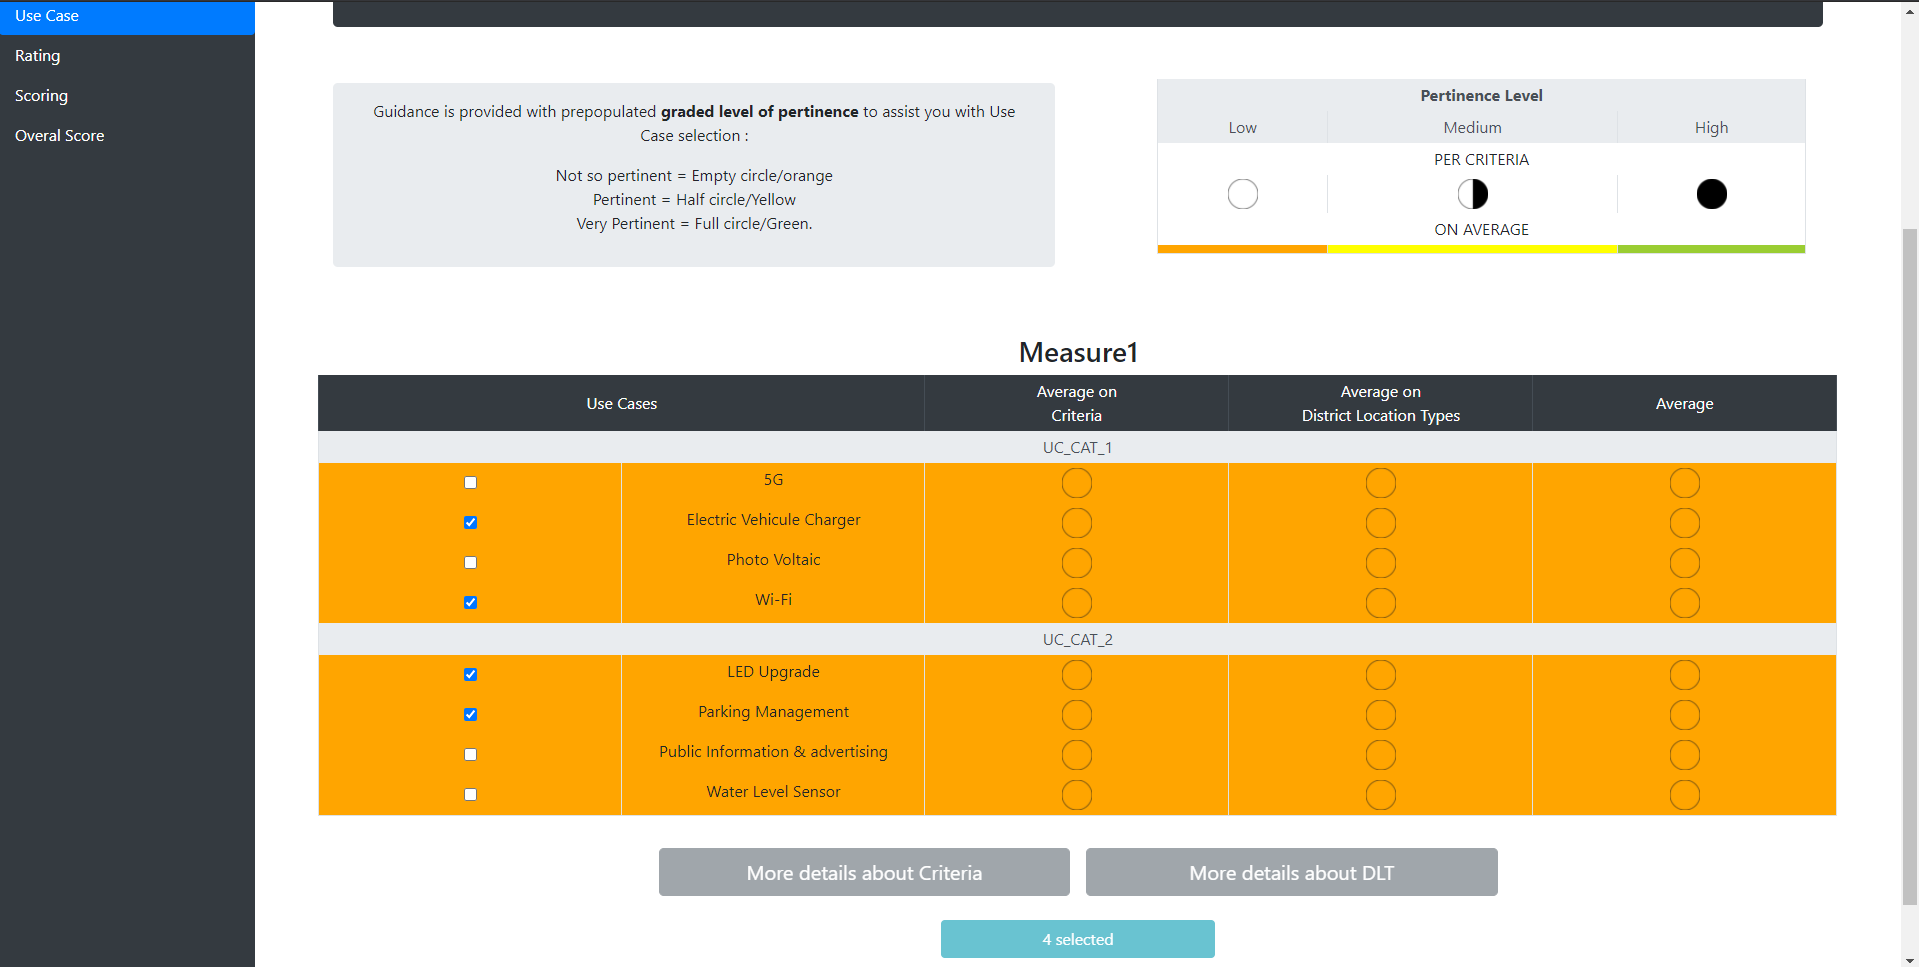 Use Case
Rating
Scoring
Overal Score
Guidance is provided with prepopulated graded level of pertinence to assist you with Use
Case selection :
Not so pertinent = Empty circle/orange
Pertinent = Half circle/Yellow
Very Pertinent = Full circle/Green.
Pertinence Level
Low Medium High
PER CRITERIA
ON AVERAGE
Measure1
Use Cases
Average on
Criteria
Average on
District Location Types
Average
UC_CAT_1
5G
Electric Vehicule Charger
Photo Voltaic
Wi-Fi
UC_CAT_2
LED Upgrade
Parking Management
Public Information & advertising
Water Level Sensor
More details about Criteria
More details about DLT
4 selected